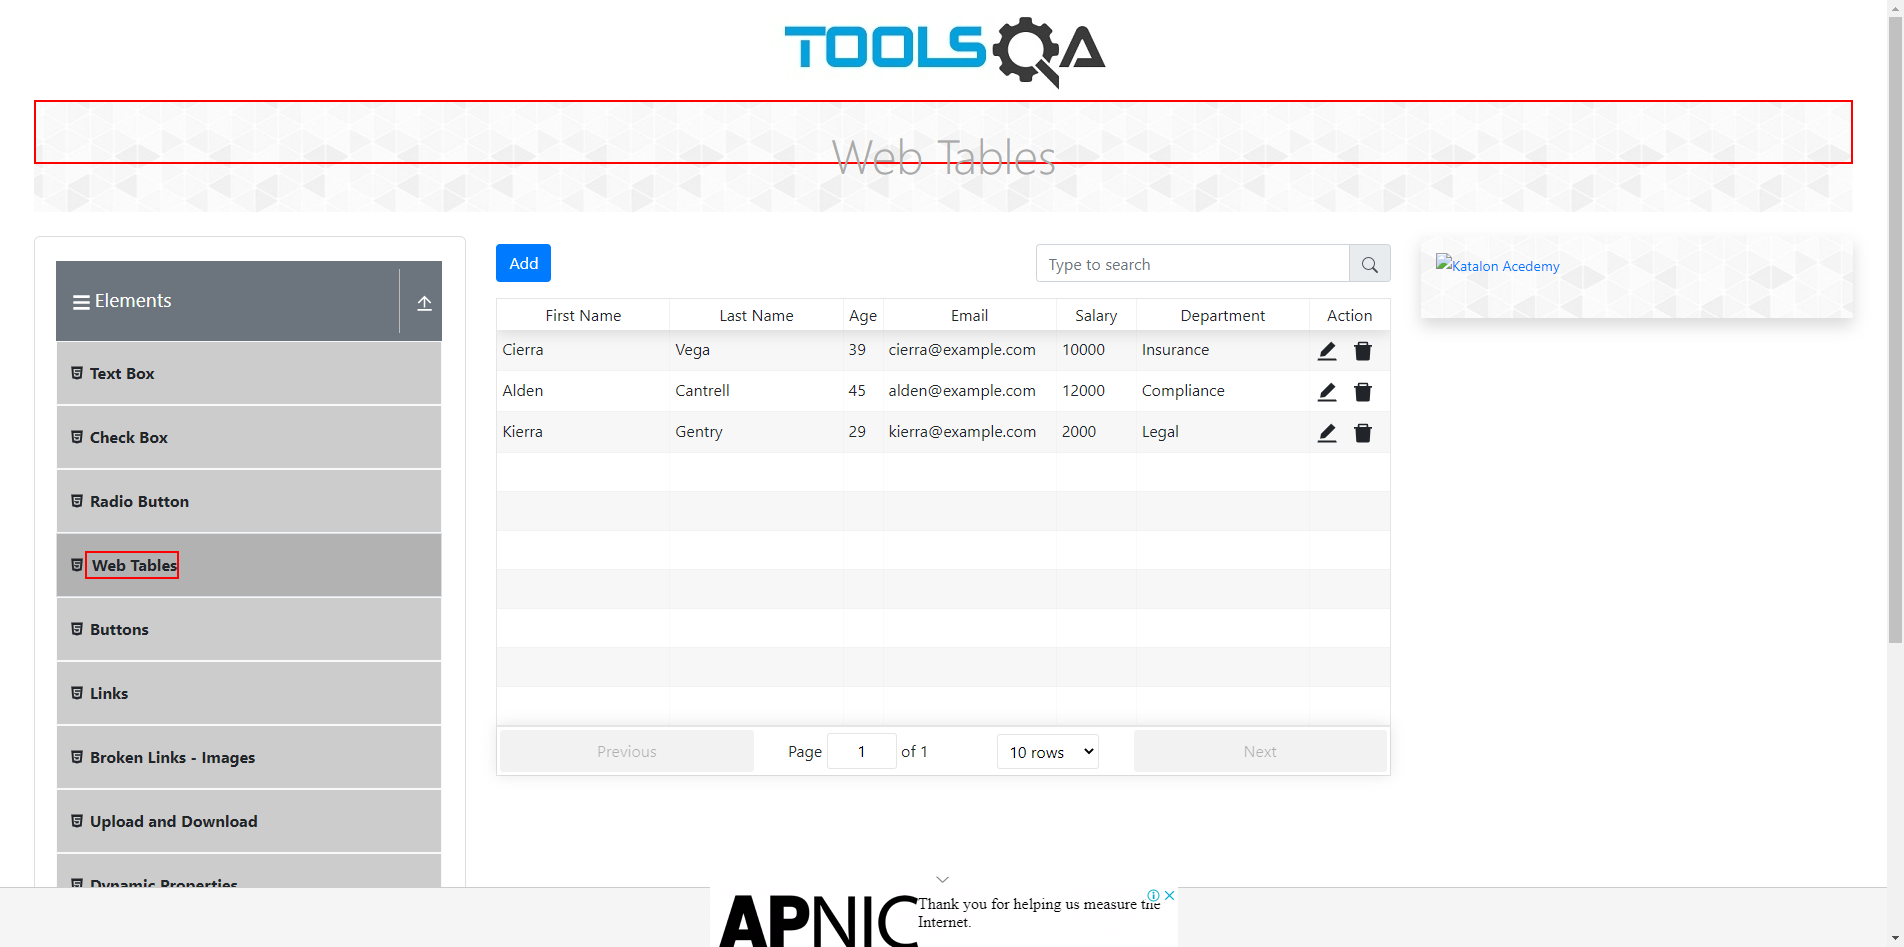 TOOLSQA
Web Tables
Elements
Text Box
Check Box
Radio Button
Web Tables
Buttons
Links
Broken Links - Images
Upload and Download
Dynamic Properties
Add
Type to search
First Name Last Name Age Email Salary Department Action
Cierra Vega 39 cierra@example.com 10000 Insurance
Alden Cantrell 45 alden@example.com 12000 Compliance
Kierra Gentry 29 kierra@example.com 2000 Legal
Previous Page 1 of 1 10 rows Next
Katalon Acedemy
APNIC
Thank you for helping us measure the
Internet.